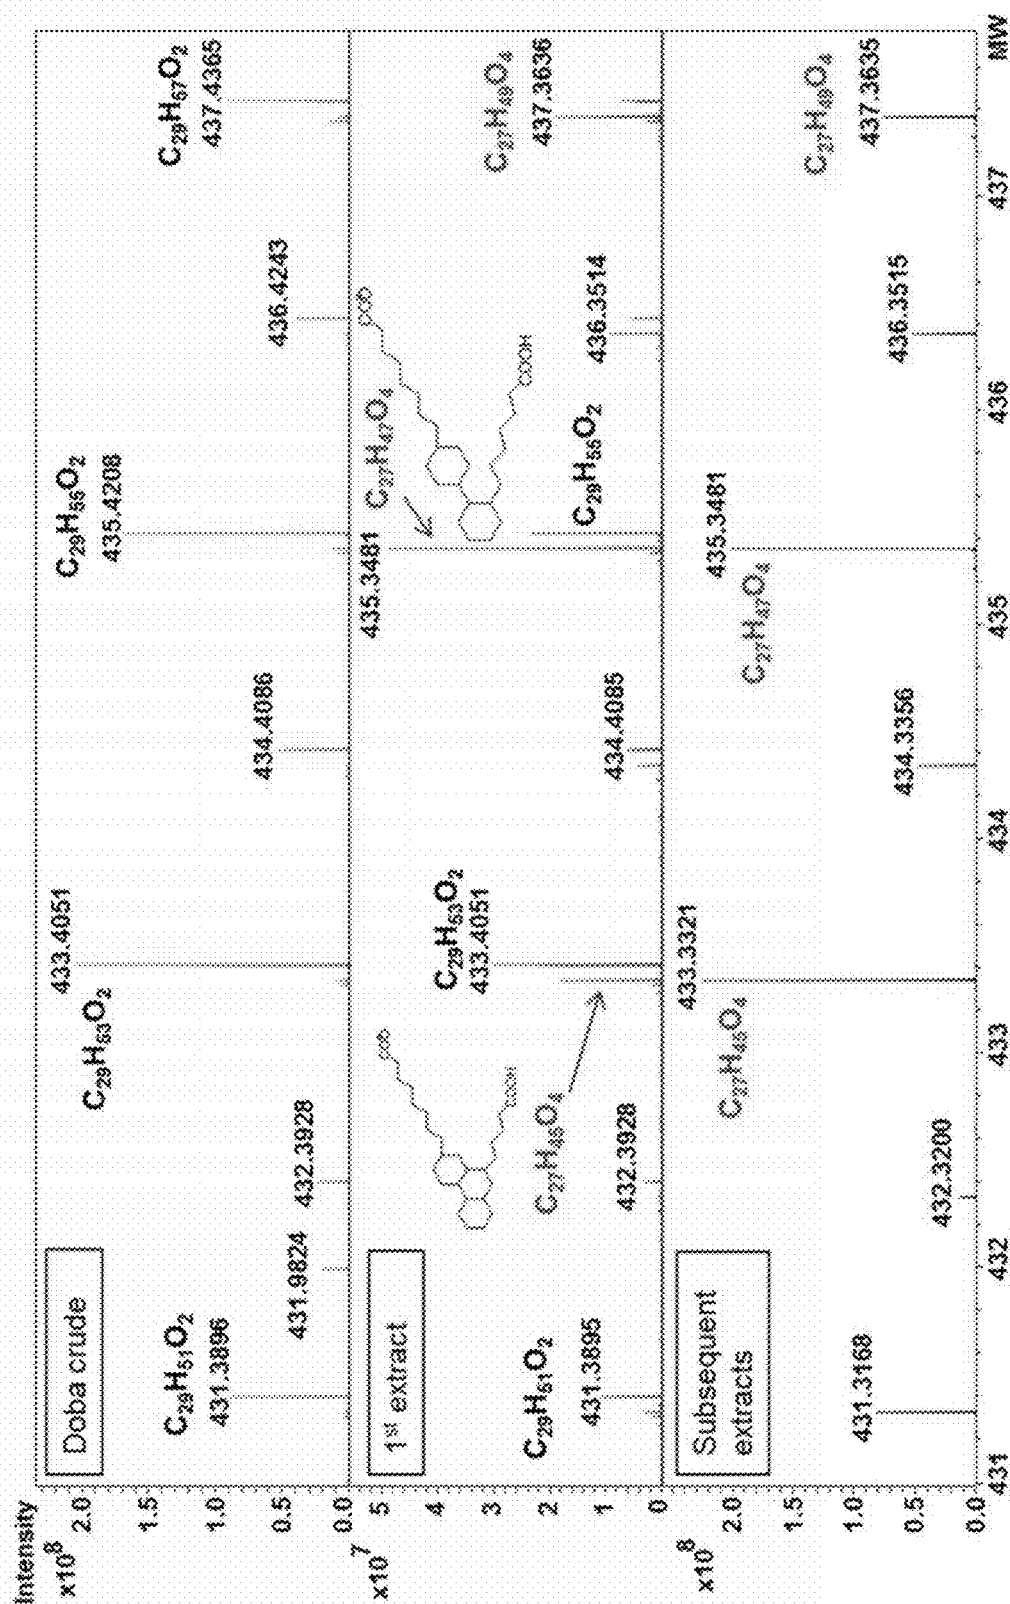 Intensity
x10⁸
2.0
1.5
1.0
0.5
0.0
Doba crude
C₂₉H₅₁O₂
431.3896
431.9824
432.3928
C₂₉H₅₃O₂
433.4051
434.4086
C₂₉H₅₅O₂
435.4208
436.4243
C₂₉H₅₇O₂
437.4365
x10⁷
5
4
3
2
1
0
1ˢᵗ extract
C₂₉H₅₁O₂
431.3895
432.3928
C₂₇H₄₅O₄
COOH
C₂₉H₅₃O₂
433.4051
434.4085
435.3481
C₂₇H₄₇O₄
COOH
C₂₉H₅₅O₂
436.3514
C₂₇H₄₉O₄
437.3636
x10⁸
2.0
1.5
1.0
0.5
0.0
Subsequent
extracts
431.3168
432.3200
C₂₇H₄₅O₄
433.3321
434.3356
C₂₇H₄₇O₄
435.3481
436.3515
C₂₇H₄₉O₄
437.3635
431
432
433
434
435
436
437
MW